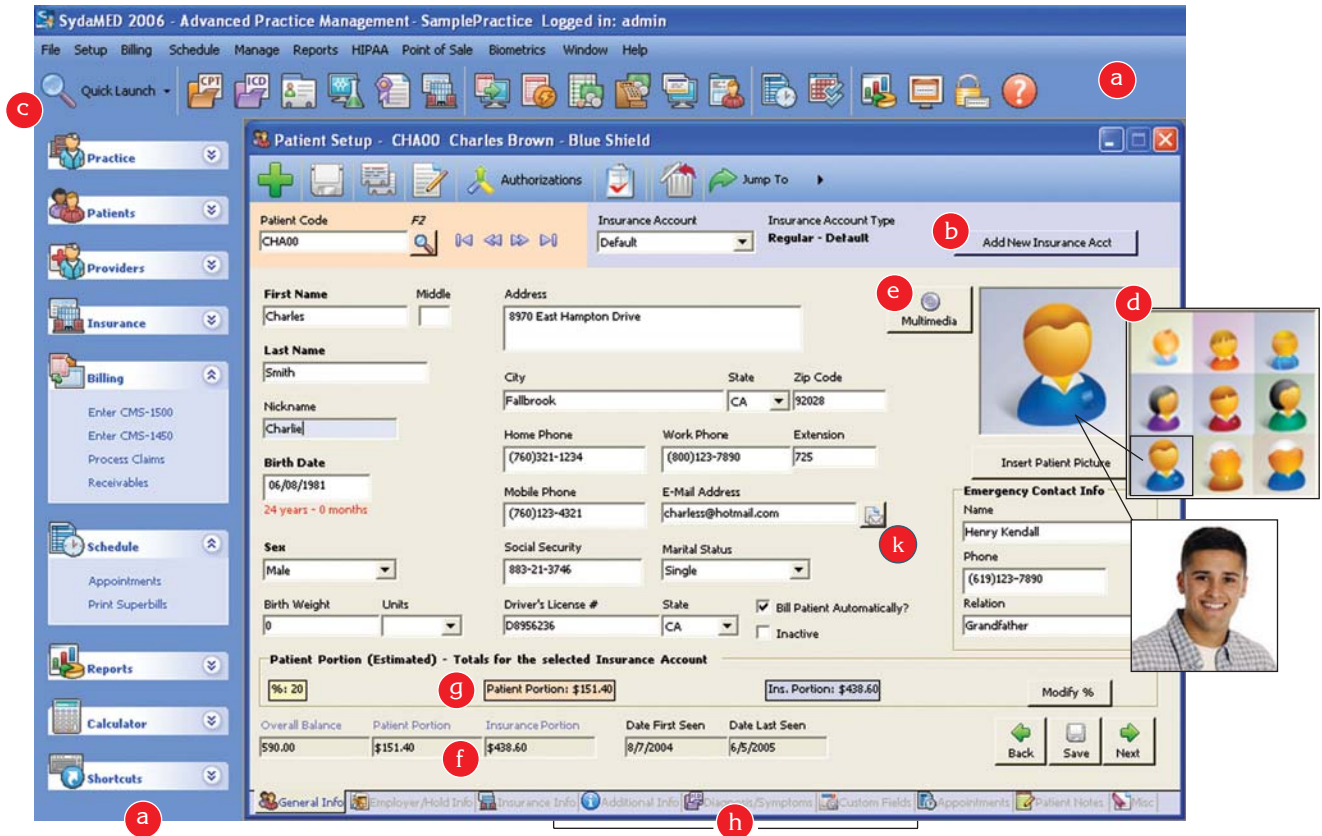 SydaMED 2006 - Advanced Practice Management- SamplePractice Logged in: admin
File Setup Billing Schedule Manage Reports HIPAA Point of Sale Biometrics Window Help
Quick Launch CPT ICD
a
c
Practice
Patients
Providers
Insurance
Billing
Enter CMS-1500
Enter CMS-1450
Process Claims
Receivables
Schedule
Appointments
Print Superbills
Reports
Calculator
Shortcuts
a
Patient Setup - CHA00 Charles Brown - Blue Shield
Authorizations Jump To
Patient Code F2 Insurance Account Insurance Account Type
CHA00 Default Regular - Default b Add New Insurance Acct
First Name Middle Address e d
Charles 8970 East Hampton Drive Multimedia
Last Name
Smith City State Zip Code
Fallbrook CA 92028
Nickname
Charlie Home Phone Work Phone Extension
(760)321-1234 (800)123-7890 725
Birth Date Insert Patient Picture
06/08/1981 Mobile Phone E-Mail Address Emergency Contact Info
24 years - 0 months (760)123-4321 charless@hotmail.com Name
k Henry Kendall
Sex Social Security Marital Status Phone
Male 883-21-3746 Single (619)123-7890
Birth Weight Units Driver's License # State Bill Patient Automatically? Relation
0 D8956236 CA Inactive Grandfather
Patient Portion (Estimated) - Totals for the selected Insurance Account
%: 20 g Patient Portion: $151.40 Ins. Portion: $438.60 Modify %
Overall Balance Patient Portion Insurance Portion Date First Seen Date Last Seen
590.00 $151.40 f $438.60 8/7/2004 6/5/2005 Back Save Next
General Info Employer/Hold Info Insurance Info Additional Info Diagnosis/Symptoms Custom Fields Appointments Patient Notes Misc
h